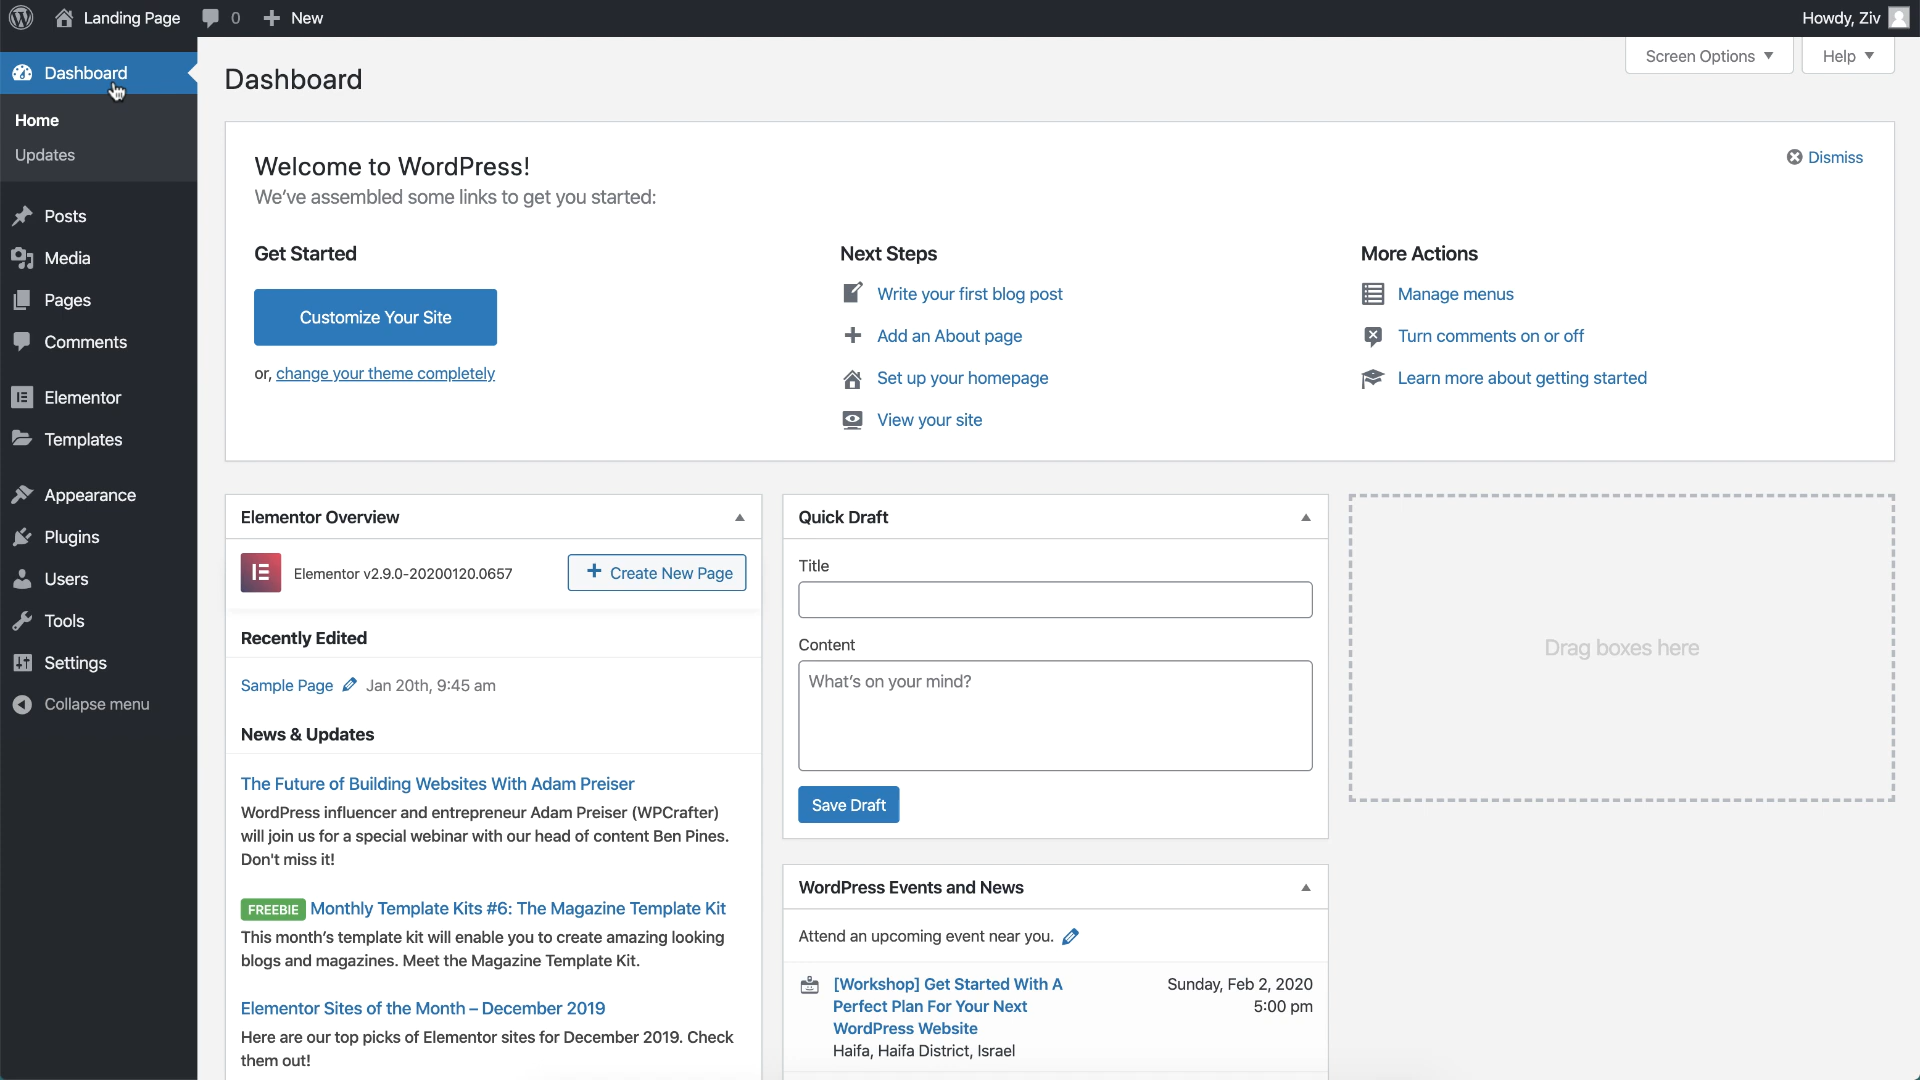 Landing Page 0 New Howdy, Ziv
Dashboard
Home
Updates
Posts
Media
Pages
Comments
Elementor
Templates
Appearance
Plugins
Users
Tools
Settings
Collapse menu
Screen Options Help
Dashboard
Welcome to WordPress!
We've assembled some links to get you started:
Dismiss
Get Started
Customize Your Site
or, change your theme completely
Next Steps
Write your first blog post
Add an About page
Set up your homepage
View your site
More Actions
Manage menus
Turn comments on or off
Learn more about getting started
Elementor Overview
Elementor v2.9.0-20200120.0657
Create New Page
Recently Edited
Sample Page Jan 20th, 9:45 am
News & Updates
The Future of Building Websites With Adam Preiser
WordPress influencer and entrepreneur Adam Preiser (WPCrafter)
will join us for a special webinar with our head of content Ben Pines.
Don't miss it!
FREEBIE Monthly Template Kits #6: The Magazine Template Kit
This month's template kit will enable you to create amazing looking
blogs and magazines. Meet the Magazine Template Kit.
Elementor Sites of the Month – December 2019
Here are our top picks of Elementor sites for December 2019. Check
them out!
Quick Draft
Title
Content
What's on your mind?
Save Draft
WordPress Events and News
Attend an upcoming event near you.
[Workshop] Get Started With A
Perfect Plan For Your Next
WordPress Website
Haifa, Haifa District, Israel
Sunday, Feb 2, 2020
5:00 pm
Drag boxes here